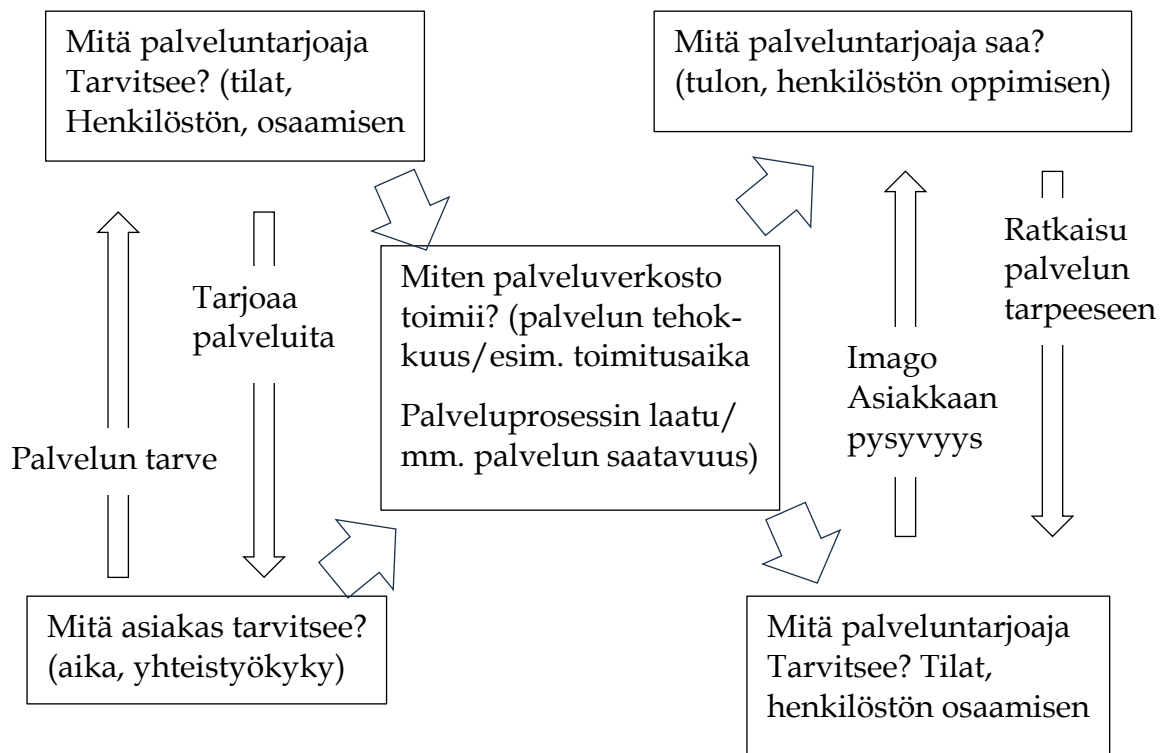 Mitä palveluntarjoaja
Tarvitsee? (tilat,
Henkilöstön, osaamisen
Mitä palveluntarjoaja saa?
(tulon, henkilöstön oppimisen)
Palvelun tarve
Tarjoaa
palveluita
Miten palveluverkosto
toimii? (palvelun tehok-
kuus/esim. toimitusaika
Palveluprosessin laatu/
mm. palvelun saatavuus)
Imago
Asiakkaan
pysyvyys
Ratkaisu
palvelun
tarpeeseen
Mitä asiakas tarvitsee?
(aika, yhteistyökyky)
Mitä palveluntarjoaja
Tarvitsee? Tilat,
henkilöstön osaamisen